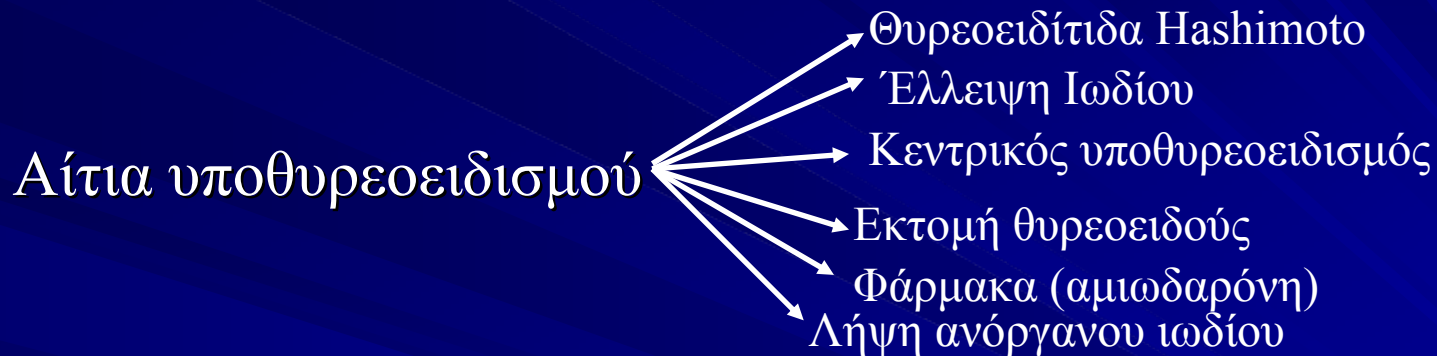 Θυρεοειδίτιδα Hashimoto
Έλλειψη Ιωδίου
Κεντρικός υποθυρεοειδισμός
Αίτια υποθυρεοειδισμού
Εκτομή θυρεοειδούς
Φάρμακα (αμιωδαρόνη)
Λήψη ανόργανου ιωδίου